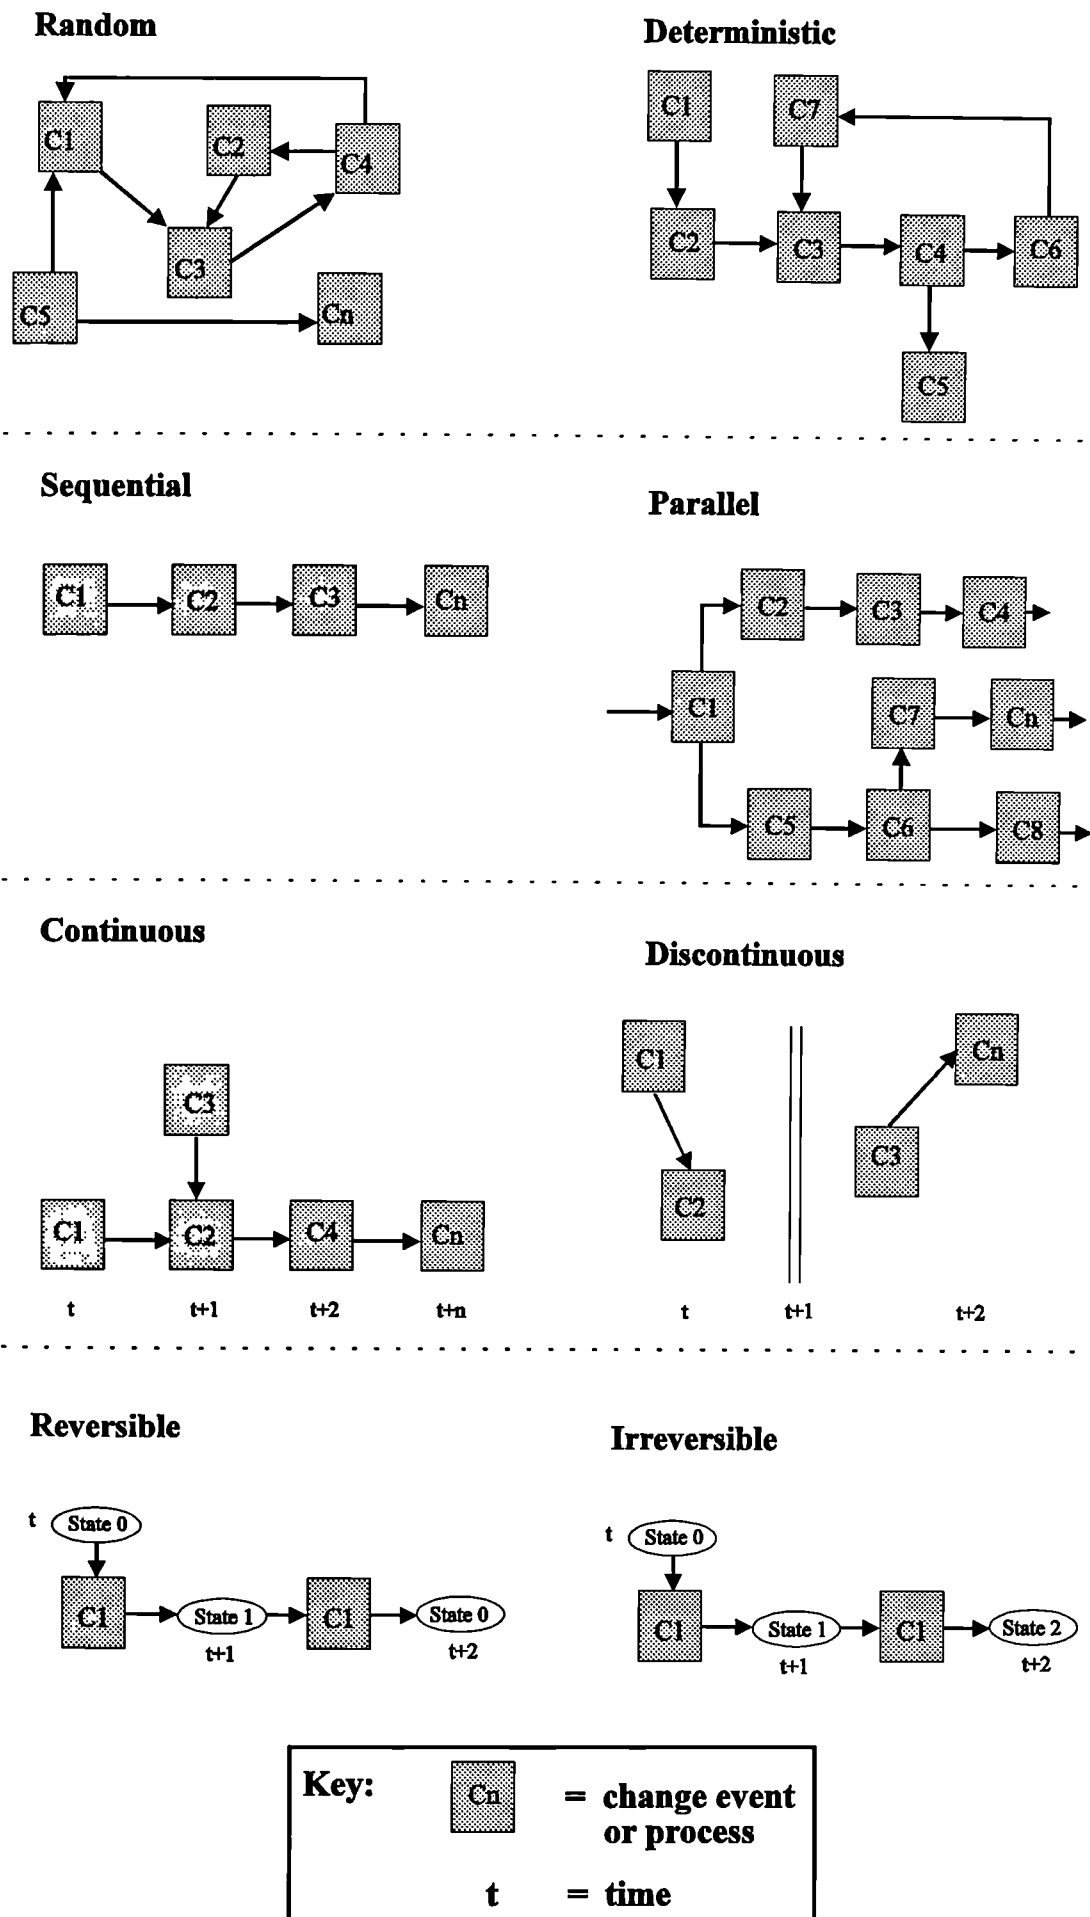 Random
Deterministic
C1
C2
C4
C3
C5
Cn
C1
C7
C2
C3
C4
C6
C5
Sequential
Parallel
C1
C2
C3
Cn
C2
C3
C4
C1
C7
Cn
C5
C6
C8
Continuous
Discontinuous
C3
C1
C2
C4
Cn
t
t+1
t+2
t+n
C1
Cn
C3
C2
t
t+1
t+2
Reversible
Irreversible
t
State 0
C1
State 1
C1
State 0
t+1
t+2
t
State 0
C1
State 1
C1
State 2
t+1
t+2
Key:
Cn
= change event
or process
t = time